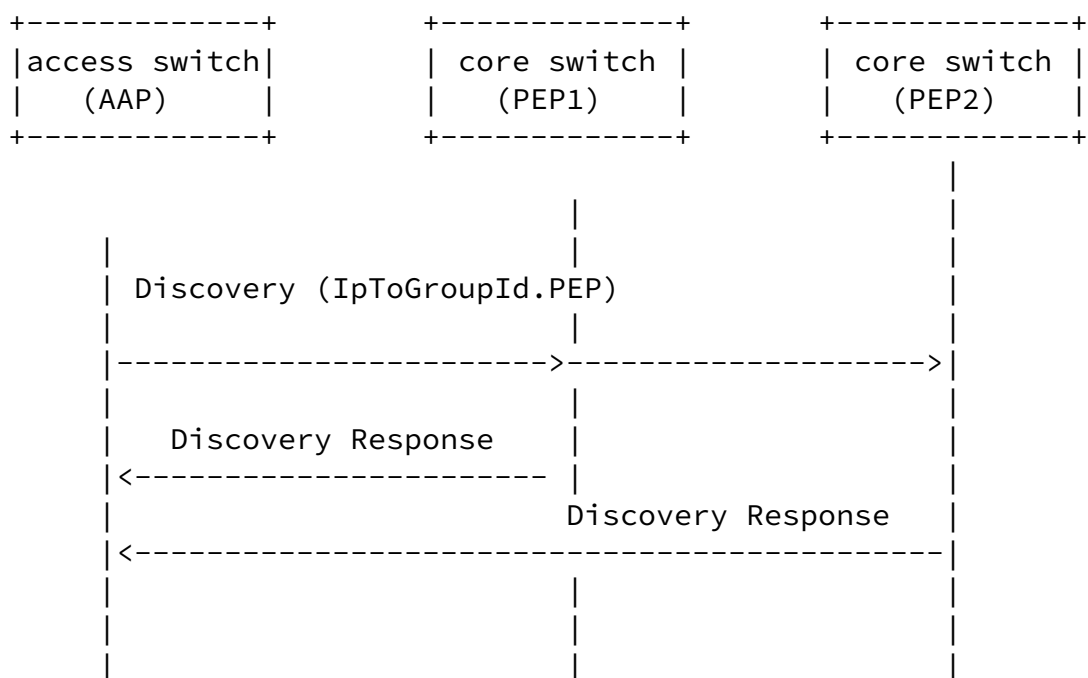 access switch core switch core switch
(AAP) (PEP1) (PEP2)
Discovery (IpToGroupId.PEP)
Discovery Response
Discovery Response